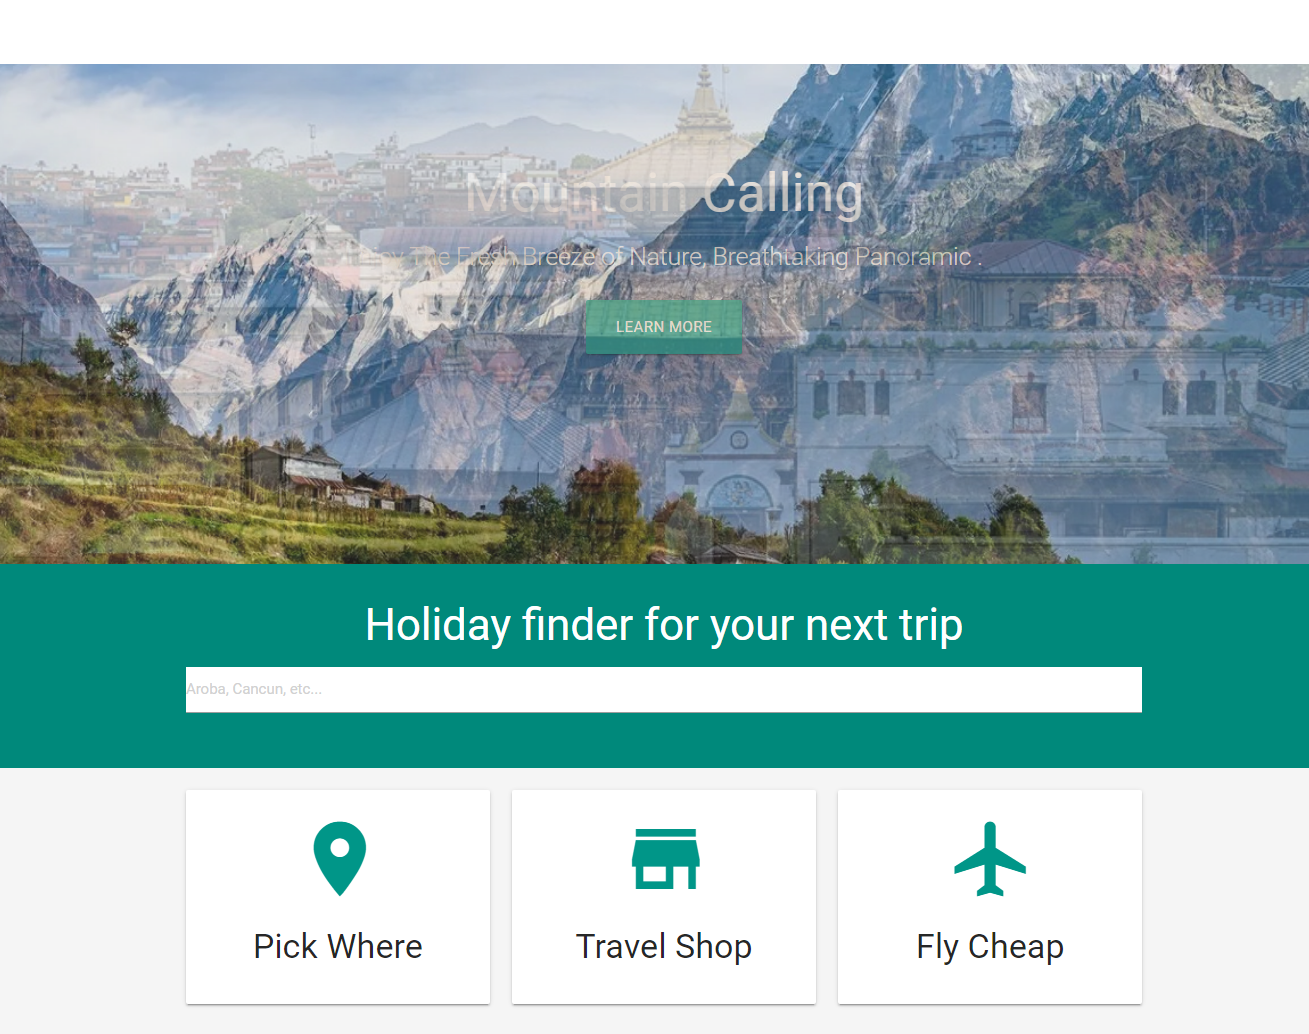 Mountain Calling
The Fresh Breeze of Nature, Breathtaking Panoramic .
LEARN MORE
Holiday finder for your next trip
Aroba, Cancun, etc...
Pick Where
Travel Shop
Fly Cheap